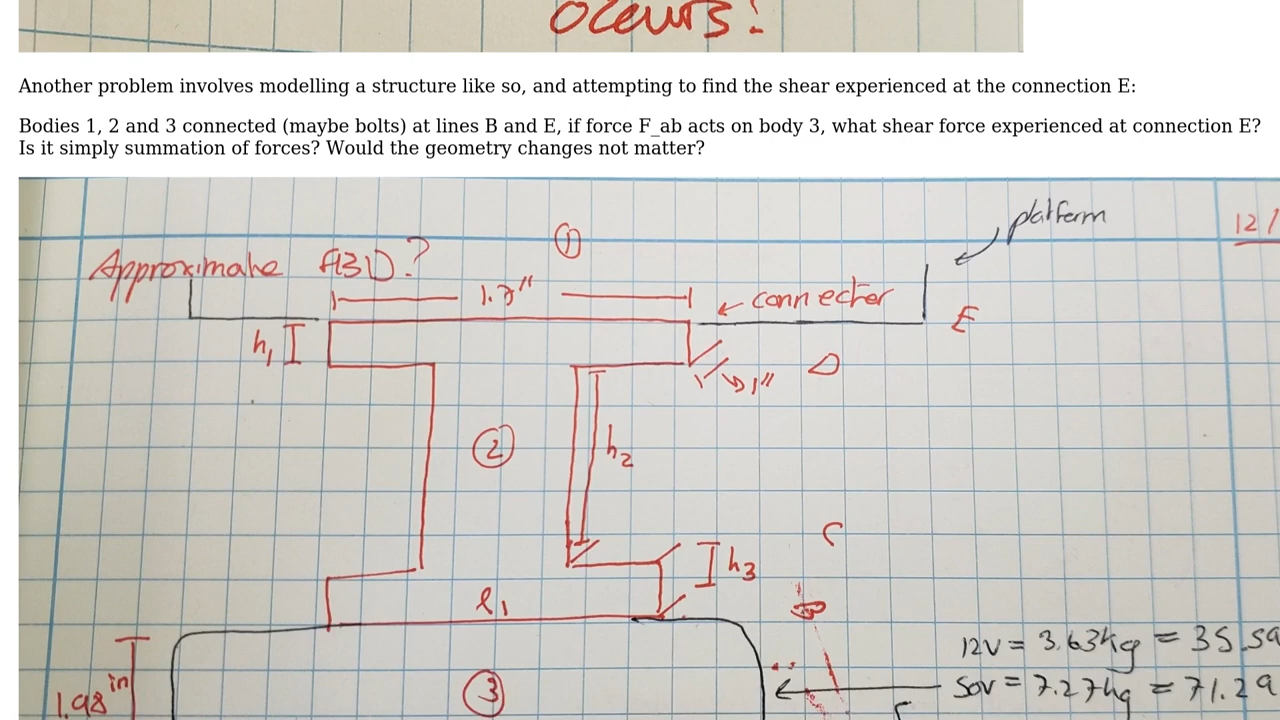 occurs?
Another problem involves modelling a structure like so, and attempting to find the shear experienced at the connection E:
Bodies 1, 2 and 3 connected (maybe bolts) at lines B and E, if force F_ab acts on body 3, what shear force experienced at connection E?
Is it simply summation of forces? Would the geometry changes not matter?
platform
12/
①
Approximate FBD?
1.7"
connector
E
h1
D
1"
②
h2
C
h3
l1
12V = 3.63kg = 35.59
50V = 7.27kg = 71.29
1.98 in
③